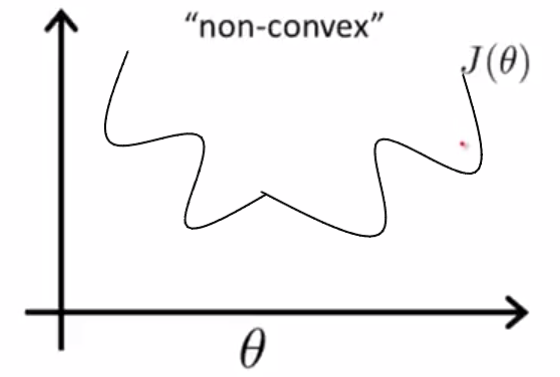 “non-convex”
J(θ)
θ